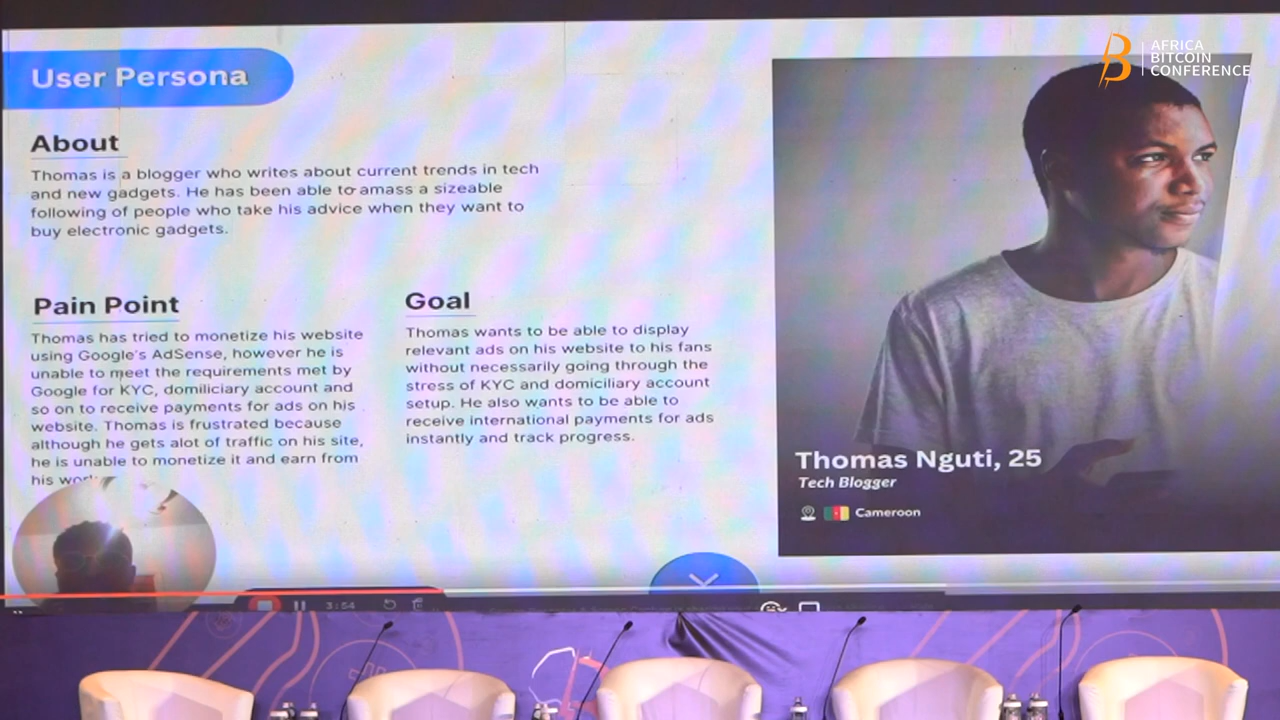 AFRICA
BITCOIN
CONFERENCE
User Persona
About
Thomas is a blogger who writes about current trends in tech
and new gadgets. He has been able to amass a sizeable
following of people who take his advice when they want to
buy electronic gadgets.
Pain Point
Thomas has tried to monetize his website
using Google's AdSense, however he is
unable to meet the requirements met by
Google for KYC, domiliciary account and
so on to receive payments for ads on his
website. Thomas is frustrated because
although he gets alot of traffic on his site,
he is unable to monetize it and earn from
his
Goal
Thomas wants to be able to display
relevant ads on his website to his fans
without necessarily going through the
stress of KYC and domiciliary account
setup. He also wants to be able to
receive international payments for ads
instantly and track progress.
Thomas Nguti, 25
Tech Blogger
Cameroon
3:54